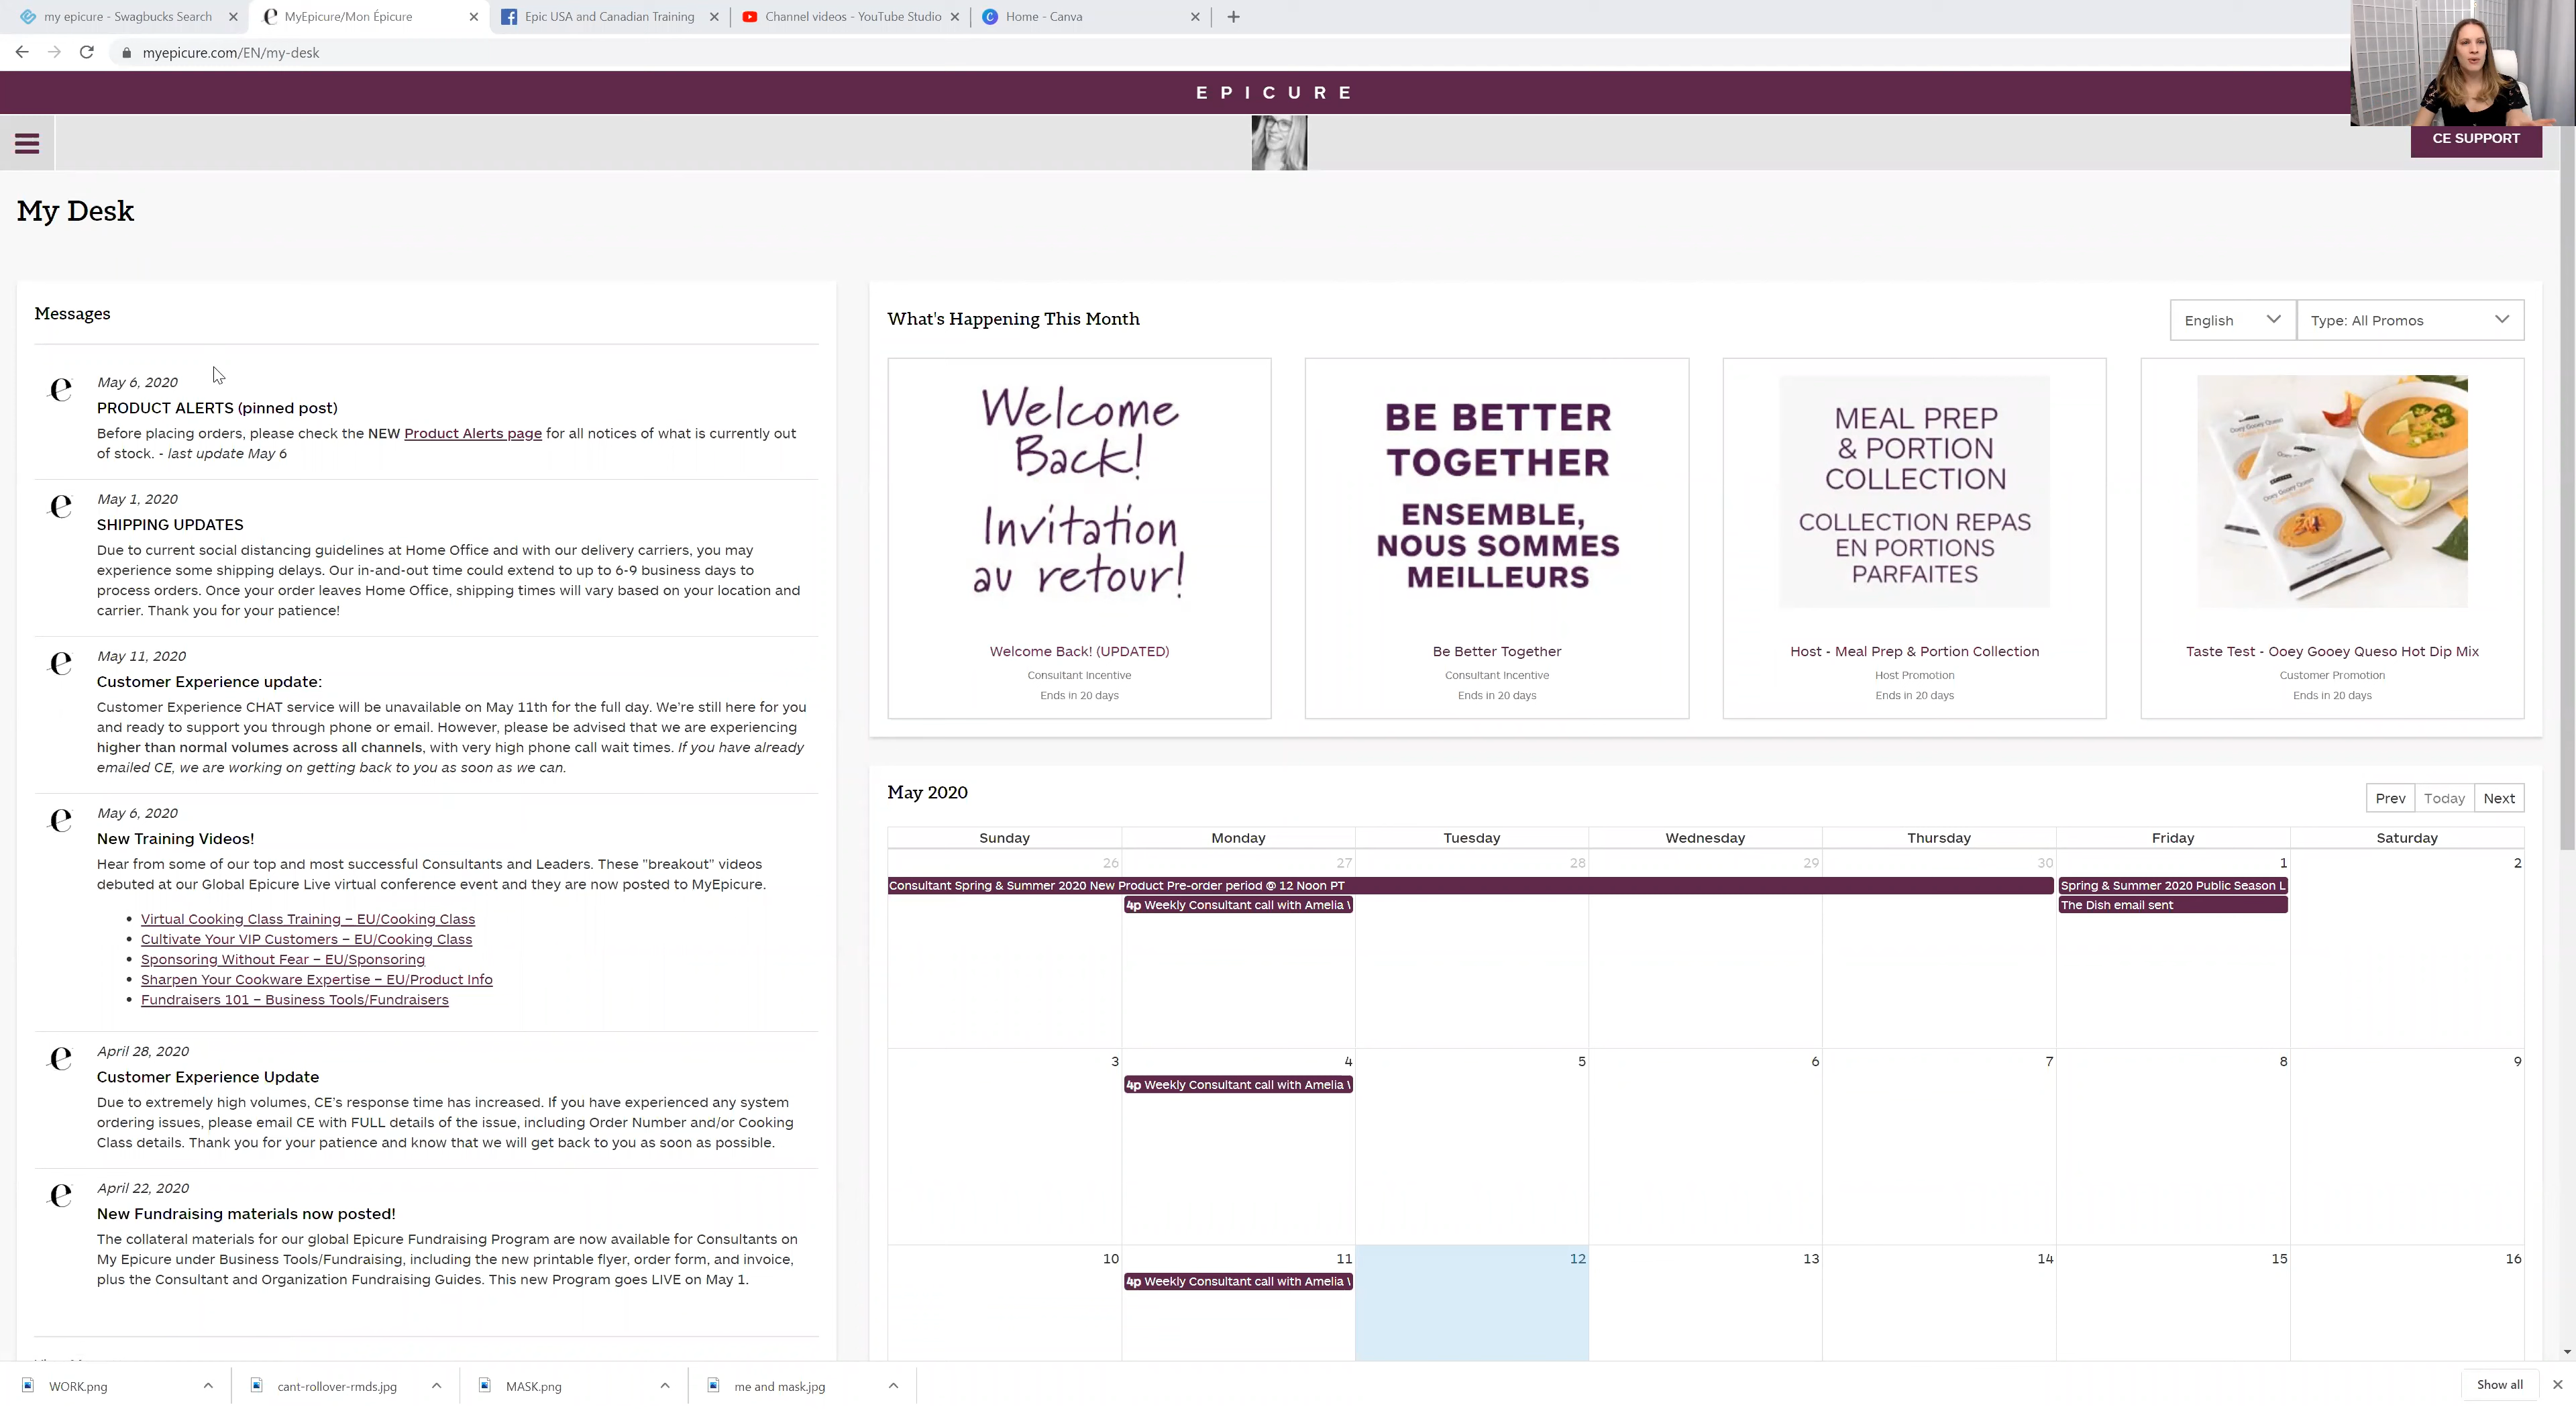 my epicure - Swagbucks Search
MyEpicure/Mon Épicure
Epic USA and Canadian Training
Channel videos - YouTube Studio
Home - Canva
myepicure.com/EN/my-desk
EPICURE
CE SUPPORT
My Desk
Messages
May 6, 2020
PRODUCT ALERTS (pinned post)
Before placing orders, please check the NEW Product Alerts page for all notices of what is currently out
of stock. - last update May 6
May 1, 2020
SHIPPING UPDATES
Due to current social distancing guidelines at Home Office and with our delivery carriers, you may
experience some shipping delays. Our in-and-out time could extend to up to 6-9 business days to
process orders. Once your order leaves Home Office, shipping times will vary based on your location and
carrier. Thank you for your patience!
May 11, 2020
Customer Experience update:
Customer Experience CHAT service will be unavailable on May 11th for the full day. We're still here for you
and ready to support you through phone or email. However, please be advised that we are experiencing
higher than normal volumes across all channels, with very high phone call wait times. If you have already
emailed CE, we are working on getting back to you as soon as we can.
May 6, 2020
New Training Videos!
Hear from some of our top and most successful Consultants and Leaders. These "breakout" videos
debuted at our Global Epicure Live virtual conference event and they are now posted to MyEpicure.
• Virtual Cooking Class Training – EU/Cooking Class
• Cultivate Your VIP Customers – EU/Cooking Class
• Sponsoring Without Fear – EU/Sponsoring
• Sharpen Your Cookware Expertise – EU/Product Info
• Fundraisers 101 – Business Tools/Fundraisers
April 28, 2020
Customer Experience Update
Due to extremely high volumes, CE's response time has increased. If you have experienced any system
ordering issues, please email CE with FULL details of the issue, including Order Number and/or Cooking
Class details. Thank you for your patience and know that we will get back to you as soon as possible.
April 22, 2020
New Fundraising materials now posted!
The collateral materials for our global Epicure Fundraising Program are now available for Consultants on
My Epicure under Business Tools/Fundraising, including the new printable flyer, order form, and invoice,
plus the Consultant and Organization Fundraising Guides. This new Program goes LIVE on May 1.
What's Happening This Month
English
Type: All Promos
Welcome
Back!
Invitation
au retour!
Welcome Back! (UPDATED)
Consultant Incentive
Ends in 20 days
BE BETTER
TOGETHER
ENSEMBLE,
NOUS SOMMES
MEILLEURS
Be Better Together
Consultant Incentive
Ends in 20 days
MEAL PREP
& PORTION
COLLECTION
COLLECTION REPAS
EN PORTIONS
PARFAITES
Host - Meal Prep & Portion Collection
Host Promotion
Ends in 20 days
Ooey Gooey Queso
Taste Test - Ooey Gooey Queso Hot Dip Mix
Customer Promotion
Ends in 20 days
May 2020
Prev Today Next
Sunday Monday Tuesday Wednesday Thursday Friday Saturday
26 27 28 29 30 1 2
Consultant Spring & Summer 2020 New Product Pre-order period @ 12 Noon PT
Spring & Summer 2020 Public Season L
4p Weekly Consultant call with Amelia \
The Dish email sent
3 4 5 6 7 8 9
4p Weekly Consultant call with Amelia \
10 11 12 13 14 15 16
4p Weekly Consultant call with Amelia \
WORK.png
cant-rollover-rmds.jpg
MASK.png
me and mask.jpg
Show all